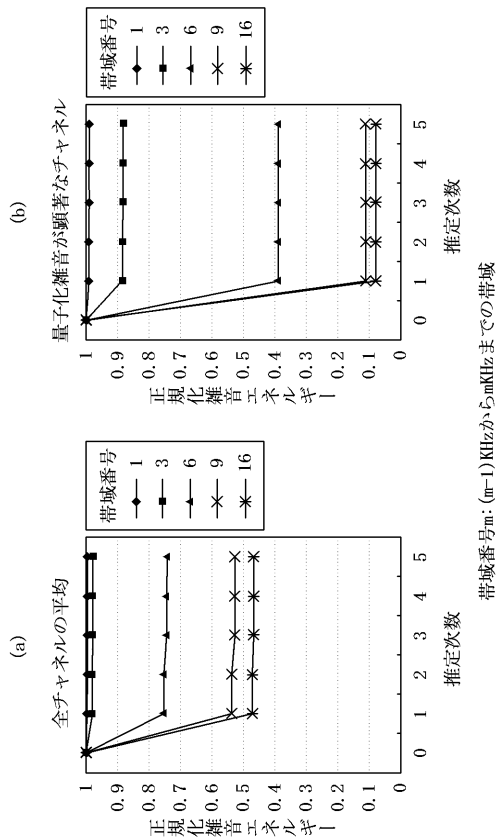 (a)
全チャネルの平均
正規化雑音エネルギー
1
0.9
0.8
0.7
0.6
0.5
0.4
0.3
0.2
0.1
0
0 1 2 3 4 5
推定次数
帯域番号
1
3
6
9
16
(b)
量子化雑音が顕著なチャネル
正規化雑音エネルギー
1
0.9
0.8
0.7
0.6
0.5
0.4
0.3
0.2
0.1
0
0 1 2 3 4 5
推定次数
帯域番号
1
3
6
9
16
帯域番号m:(m-1)KHzからmKHzまでの帯域